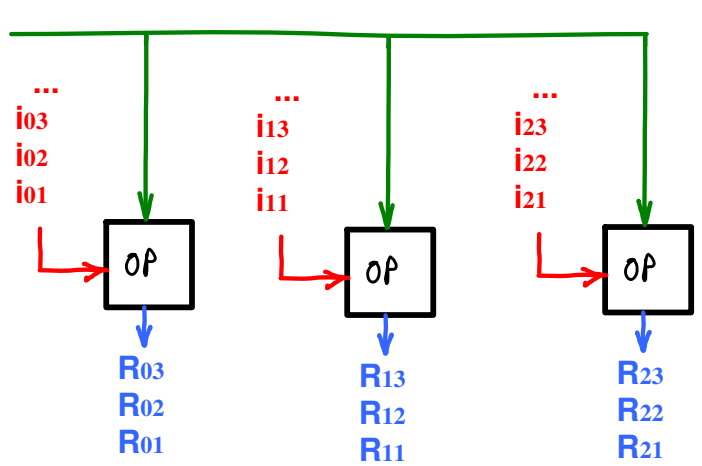 ...
i03
i02
i01
OP
R03
R02
R01
...
i13
i12
i11
OP
R13
R12
R11
...
i23
i22
i21
OP
R23
R22
R21